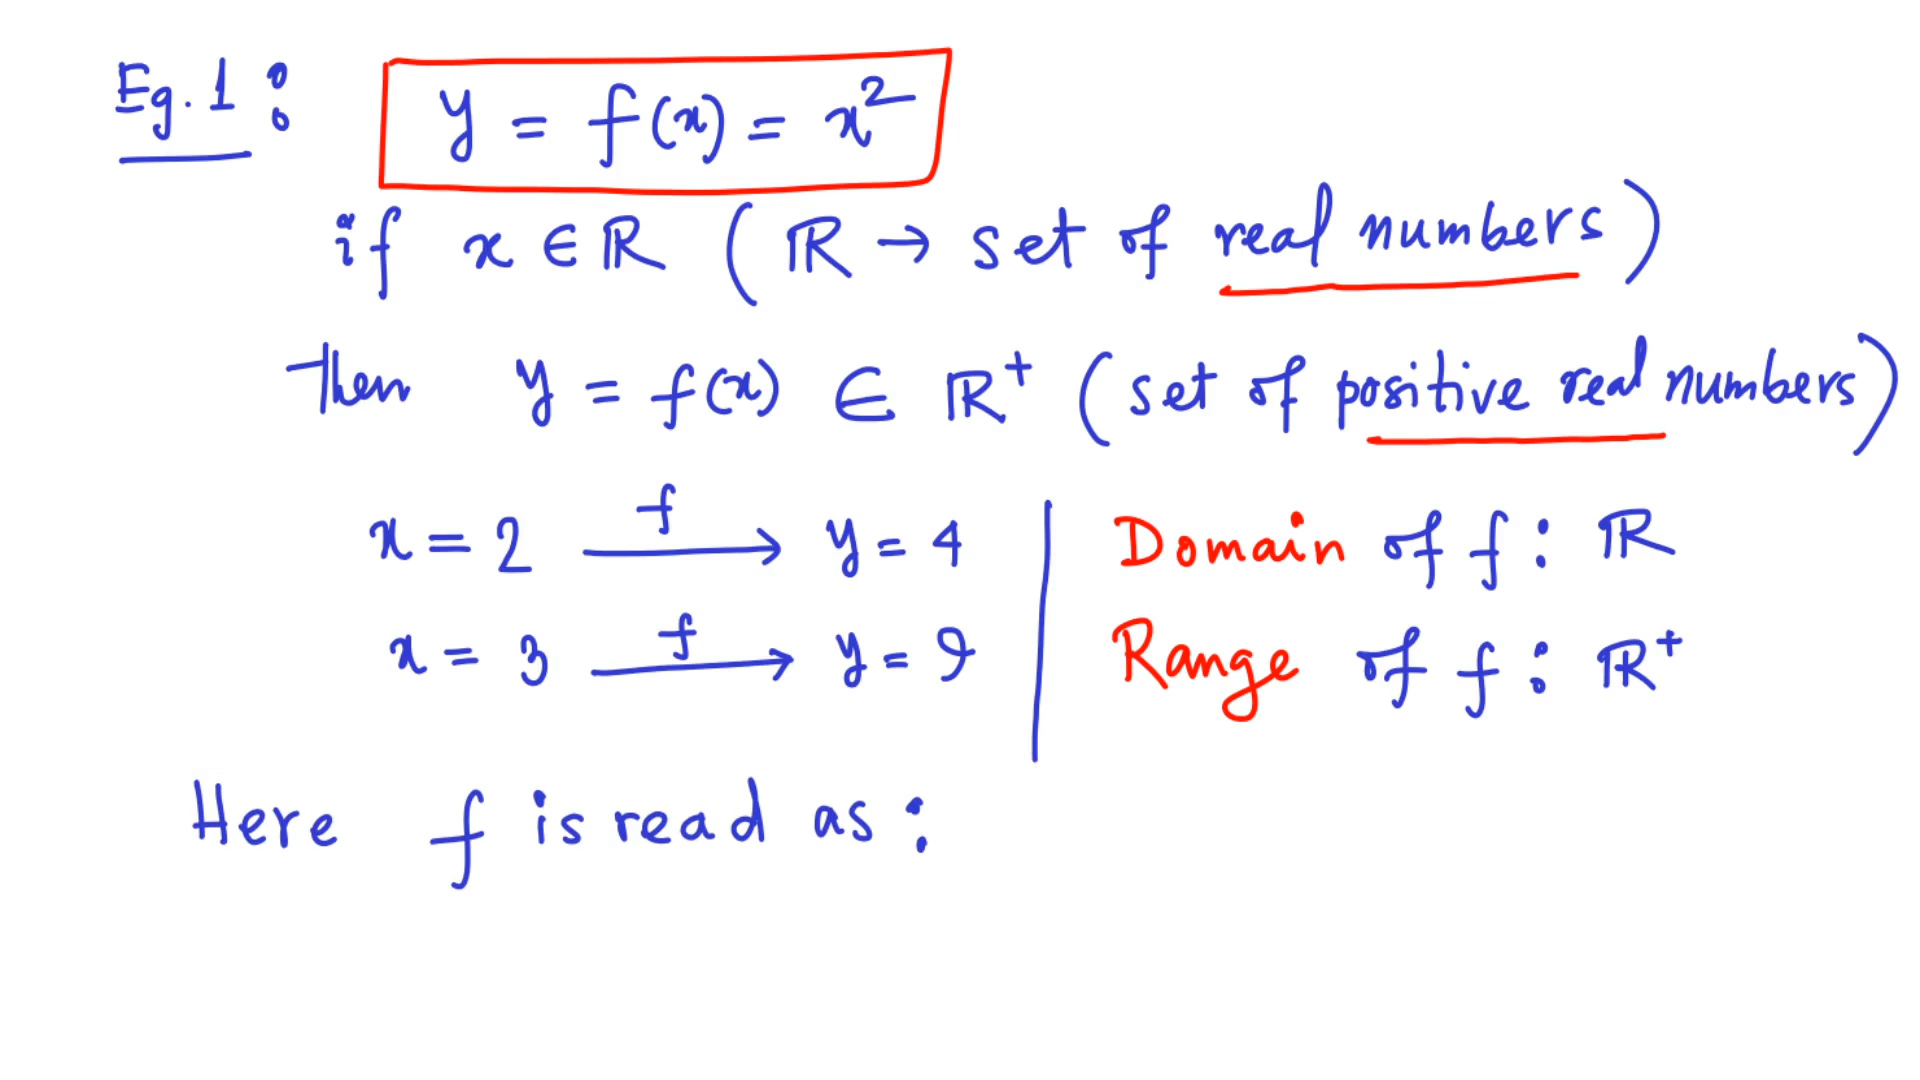 Eg. 1 : y = f(x) = x²
if x ∈ ℝ ( ℝ → set of real numbers )
Then y = f(x) ∈ ℝ⁺ ( set of positive real numbers )
x = 2 —f→ y = 4
x = 3 —f→ y = 9
Domain of f : ℝ
Range of f : ℝ⁺
Here f is read as :